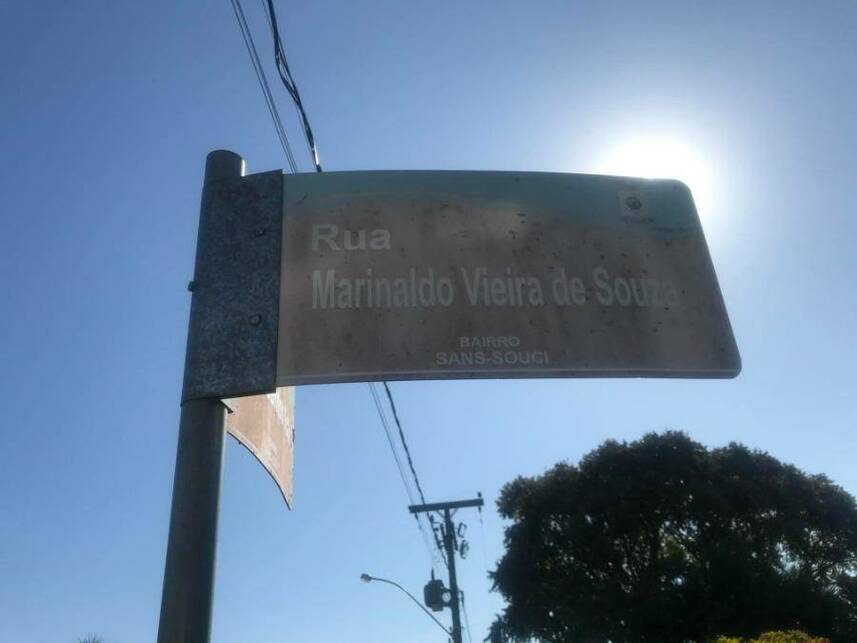 Rua
Marinaldo Vieira de Souza
BAIRRO
SANS-SOUCI